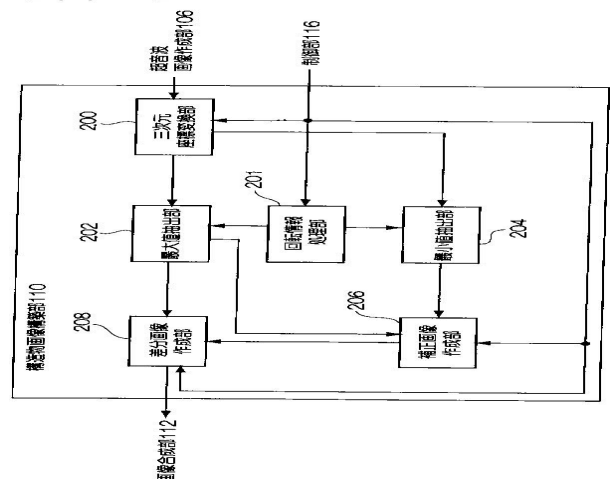 構造物画像構築部110
超音波
画像作成部106
制御部116
200
三次元
座標変換部
201
回転情報
処理部
202
最大値抽出部
204
最小値抽出部
206
補正画像
作成部
208
差分画像
作成部
画像合成部112